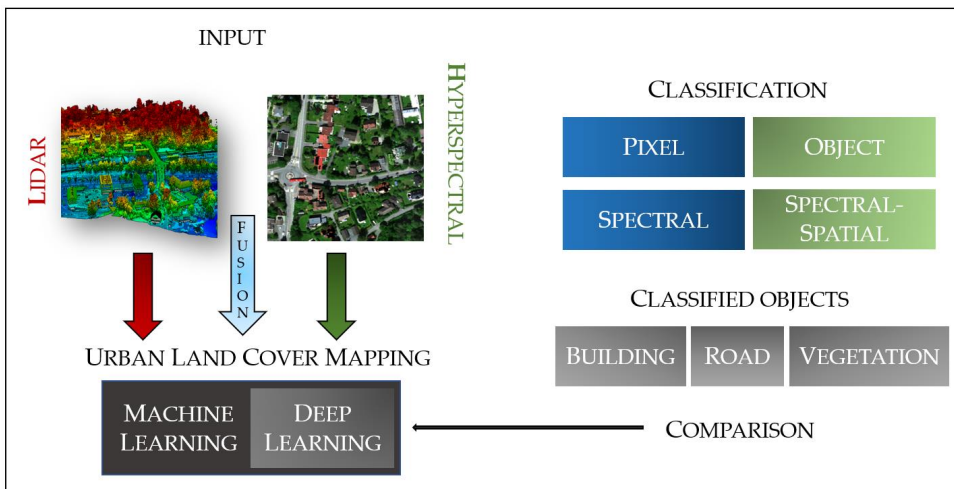 INPUT
LIDAR
HYPERSPECTRAL
FUSION
URBAN LAND COVER MAPPING
MACHINE
LEARNING
DEEP
LEARNING
CLASSIFICATION
PIXEL
OBJECT
SPECTRAL
SPECTRAL-
SPATIAL
CLASSIFIED OBJECTS
BUILDING
ROAD
VEGETATION
COMPARISON